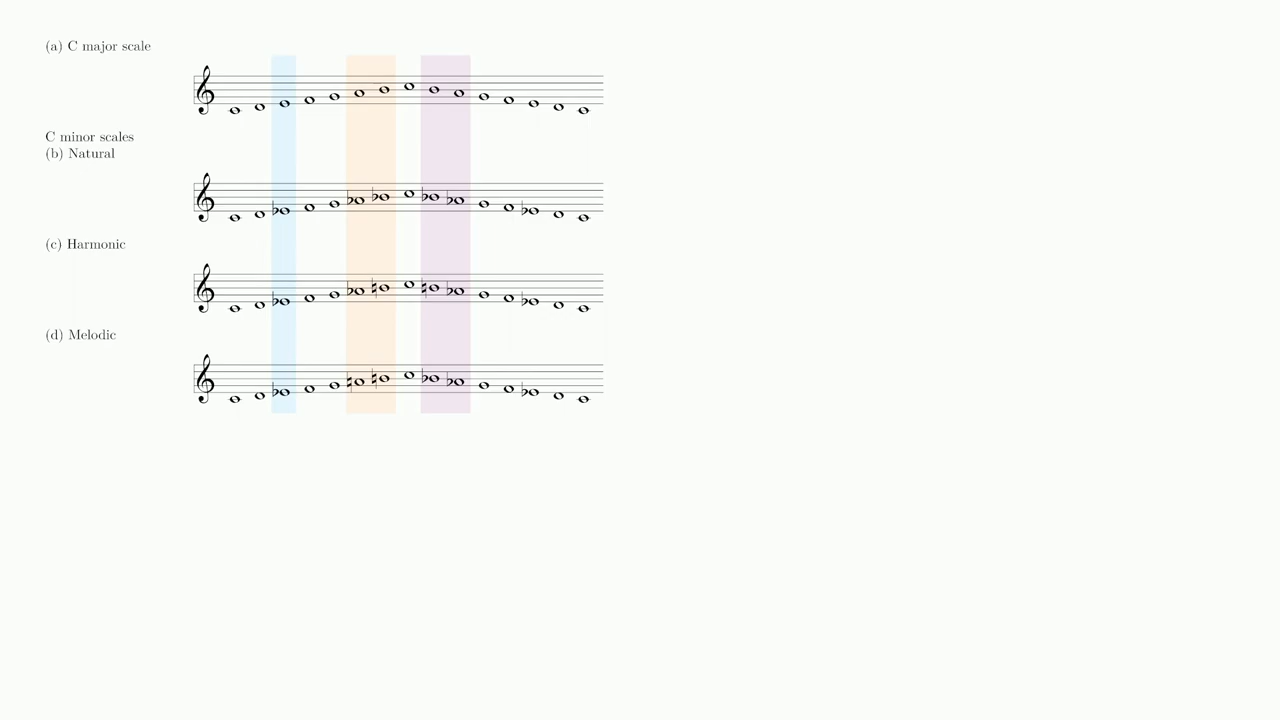 (a) C major scale
C minor scales
(b) Natural
(c) Harmonic
(d) Melodic